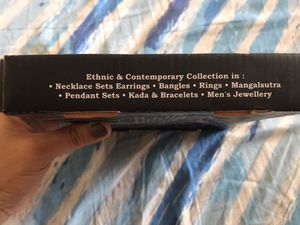 Ethnic & Contemporary Collection in :
• Necklace Sets Earrings • Bangles • Rings • Mangalsutra
• Pendant Sets • Kada & Bracelets • Men's Jewellery